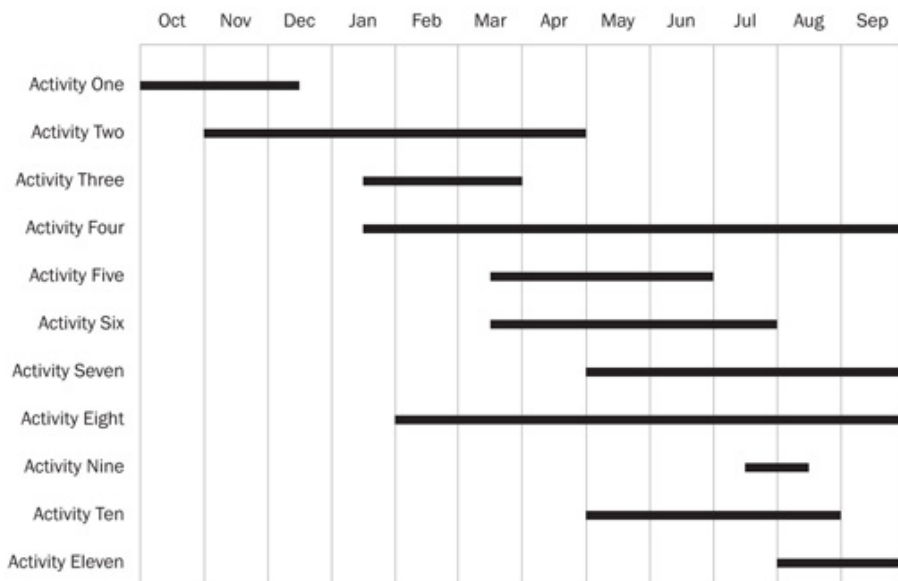 Oct Nov Dec Jan Feb Mar Apr May Jun Jul Aug Sep
Activity One
Activity Two
Activity Three
Activity Four
Activity Five
Activity Six
Activity Seven
Activity Eight
Activity Nine
Activity Ten
Activity Eleven